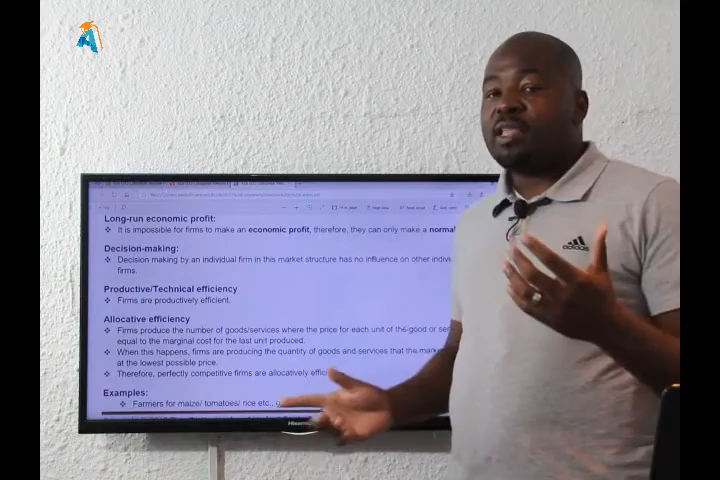 A
adidas
Long-run economic profit:
❖ It is impossible for firms to make an economic profit, therefore, they can only make a normal
Decision-making:
❖ Decision making by an individual firm in this market structure has no influence on other
firms.
Productive/Technical efficiency
❖ Firms are productively efficient.
Allocative efficiency
❖ Firms produce the number of goods/services where the price for each unit of the good or
equal to the marginal cost for the last unit produced.
❖ When this happens, firms are producing the quantity of goods and services that the
at the lowest possible price.
❖ Therefore, perfectly competitive firms are allocatively
Examples:
❖ Farmers for maize/ tomatoes/ rice etc.,
Hisense